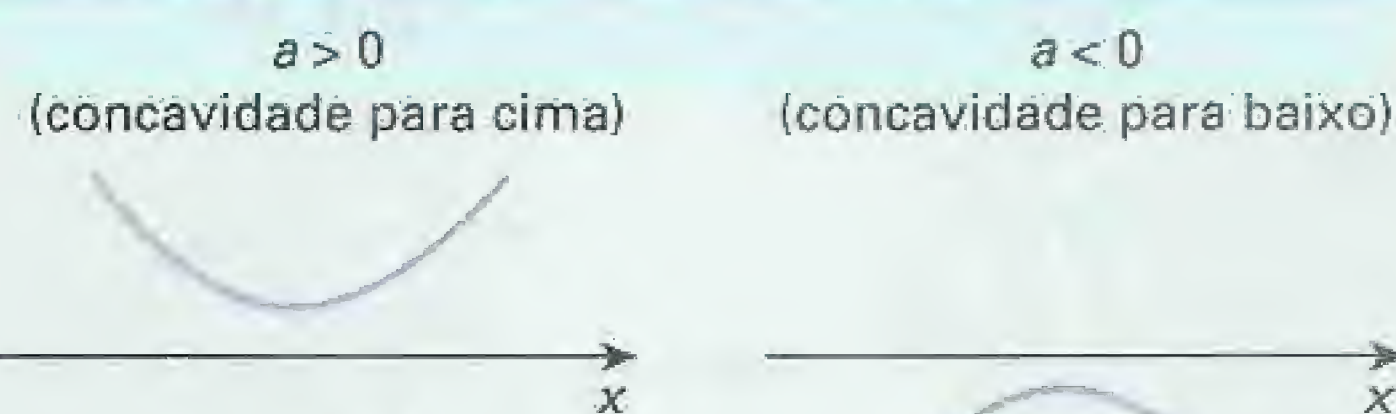 a > 0
(concavidade para cima)
x
a < 0
(concavidade para baixo)
x